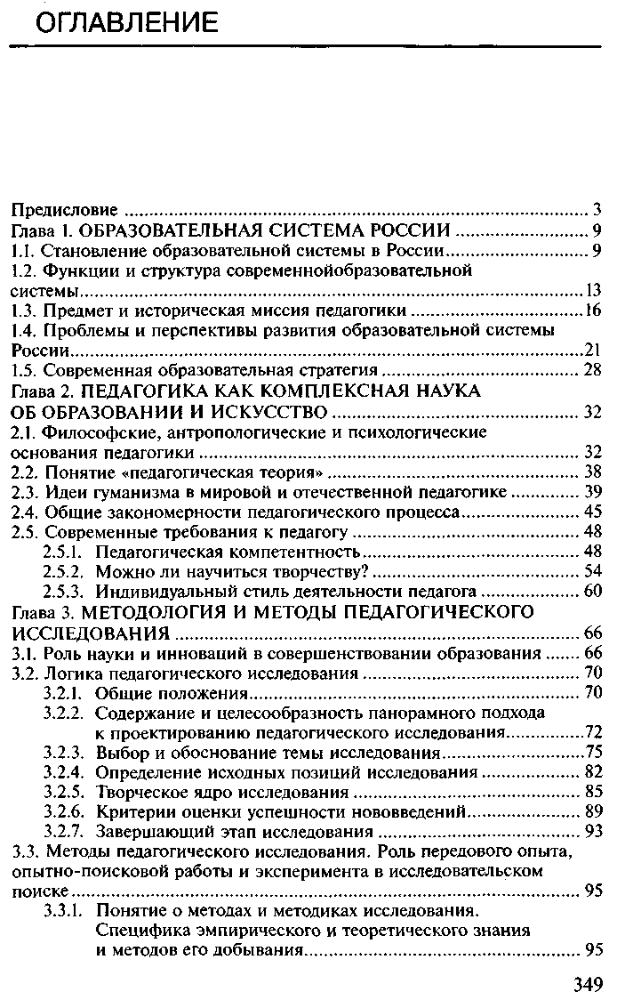 ОГЛАВЛЕНИЕ
Предисловие ........ 3
Глава 1. ОБРАЗОВАТЕЛЬНАЯ СИСТЕМА РОССИИ ........ 9
1.1. Становление образовательной системы в России ........ 9
1.2. Функции и структура современнойобразовательной
системы ........ 13
1.3. Предмет и историческая миссия педагогики ........ 16
1.4. Проблемы и перспективы развития образовательной системы
России ........ 21
1.5. Современная образовательная стратегия ........ 28
Глава 2. ПЕДАГОГИКА КАК КОМПЛЕКСНАЯ НАУКА
ОБ ОБРАЗОВАНИИ И ИСКУССТВО ........ 32
2.1. Философские, антропологические и психологические
основания педагогики ........ 32
2.2. Понятие «педагогическая теория» ........ 38
2.3. Идеи гуманизма в мировой и отечественной педагогике ........ 39
2.4. Общие закономерности педагогического процесса ........ 45
2.5. Современные требования к педагогу ........ 48
2.5.1. Педагогическая компетентность ........ 48
2.5.2. Можно ли научиться творчеству? ........ 54
2.5.3. Индивидуальный стиль деятельности педагога ........ 60
Глава 3. МЕТОДОЛОГИЯ И МЕТОДЫ ПЕДАГОГИЧЕСКОГО
ИССЛЕДОВАНИЯ ........ 66
3.1. Роль науки и инноваций в совершенствовании образования ........ 66
3.2. Логика педагогического исследования ........ 70
3.2.1. Общие положения ........ 70
3.2.2. Содержание и целесообразность панорамного подхода
к проектированию педагогического исследования ........ 72
3.2.3. Выбор и обоснование темы исследования ........ 75
3.2.4. Определение исходных позиций исследования ........ 82
3.2.5. Творческое ядро исследования ........ 85
3.2.6. Критерии оценки успешности нововведений ........ 89
3.2.7. Завершающий этап исследования ........ 93
3.3. Методы педагогического исследования. Роль передового опыта,
опытно-поисковой работы и эксперимента в исследовательском
поиске ........ 95
3.3.1. Понятие о методах и методиках исследования.
Специфика эмпирического и теоретического знания
и методов его добывания ........ 95
349